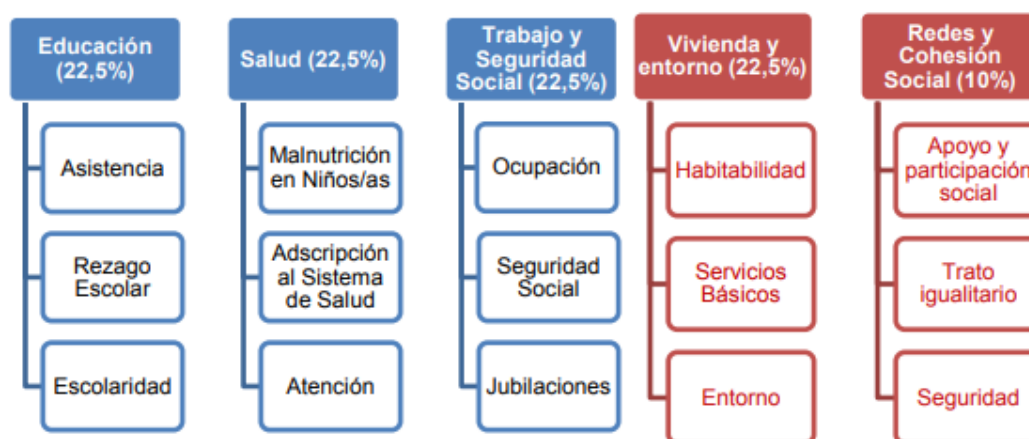 Educación
(22,5%)
Asistencia
Rezago
Escolar
Escolaridad
Salud (22,5%)
Malnutrición
en Niños/as
Adscripción
al Sistema
de Salud
Atención
Trabajo y
Seguridad
Social (22,5%)
Ocupación
Seguridad
Social
Jubilaciones
Vivienda y
entorno (22,5%)
Habitabilidad
Servicios
Básicos
Entorno
Redes y
Cohesión
Social (10%)
Apoyo y
participación
social
Trato
igualitario
Seguridad